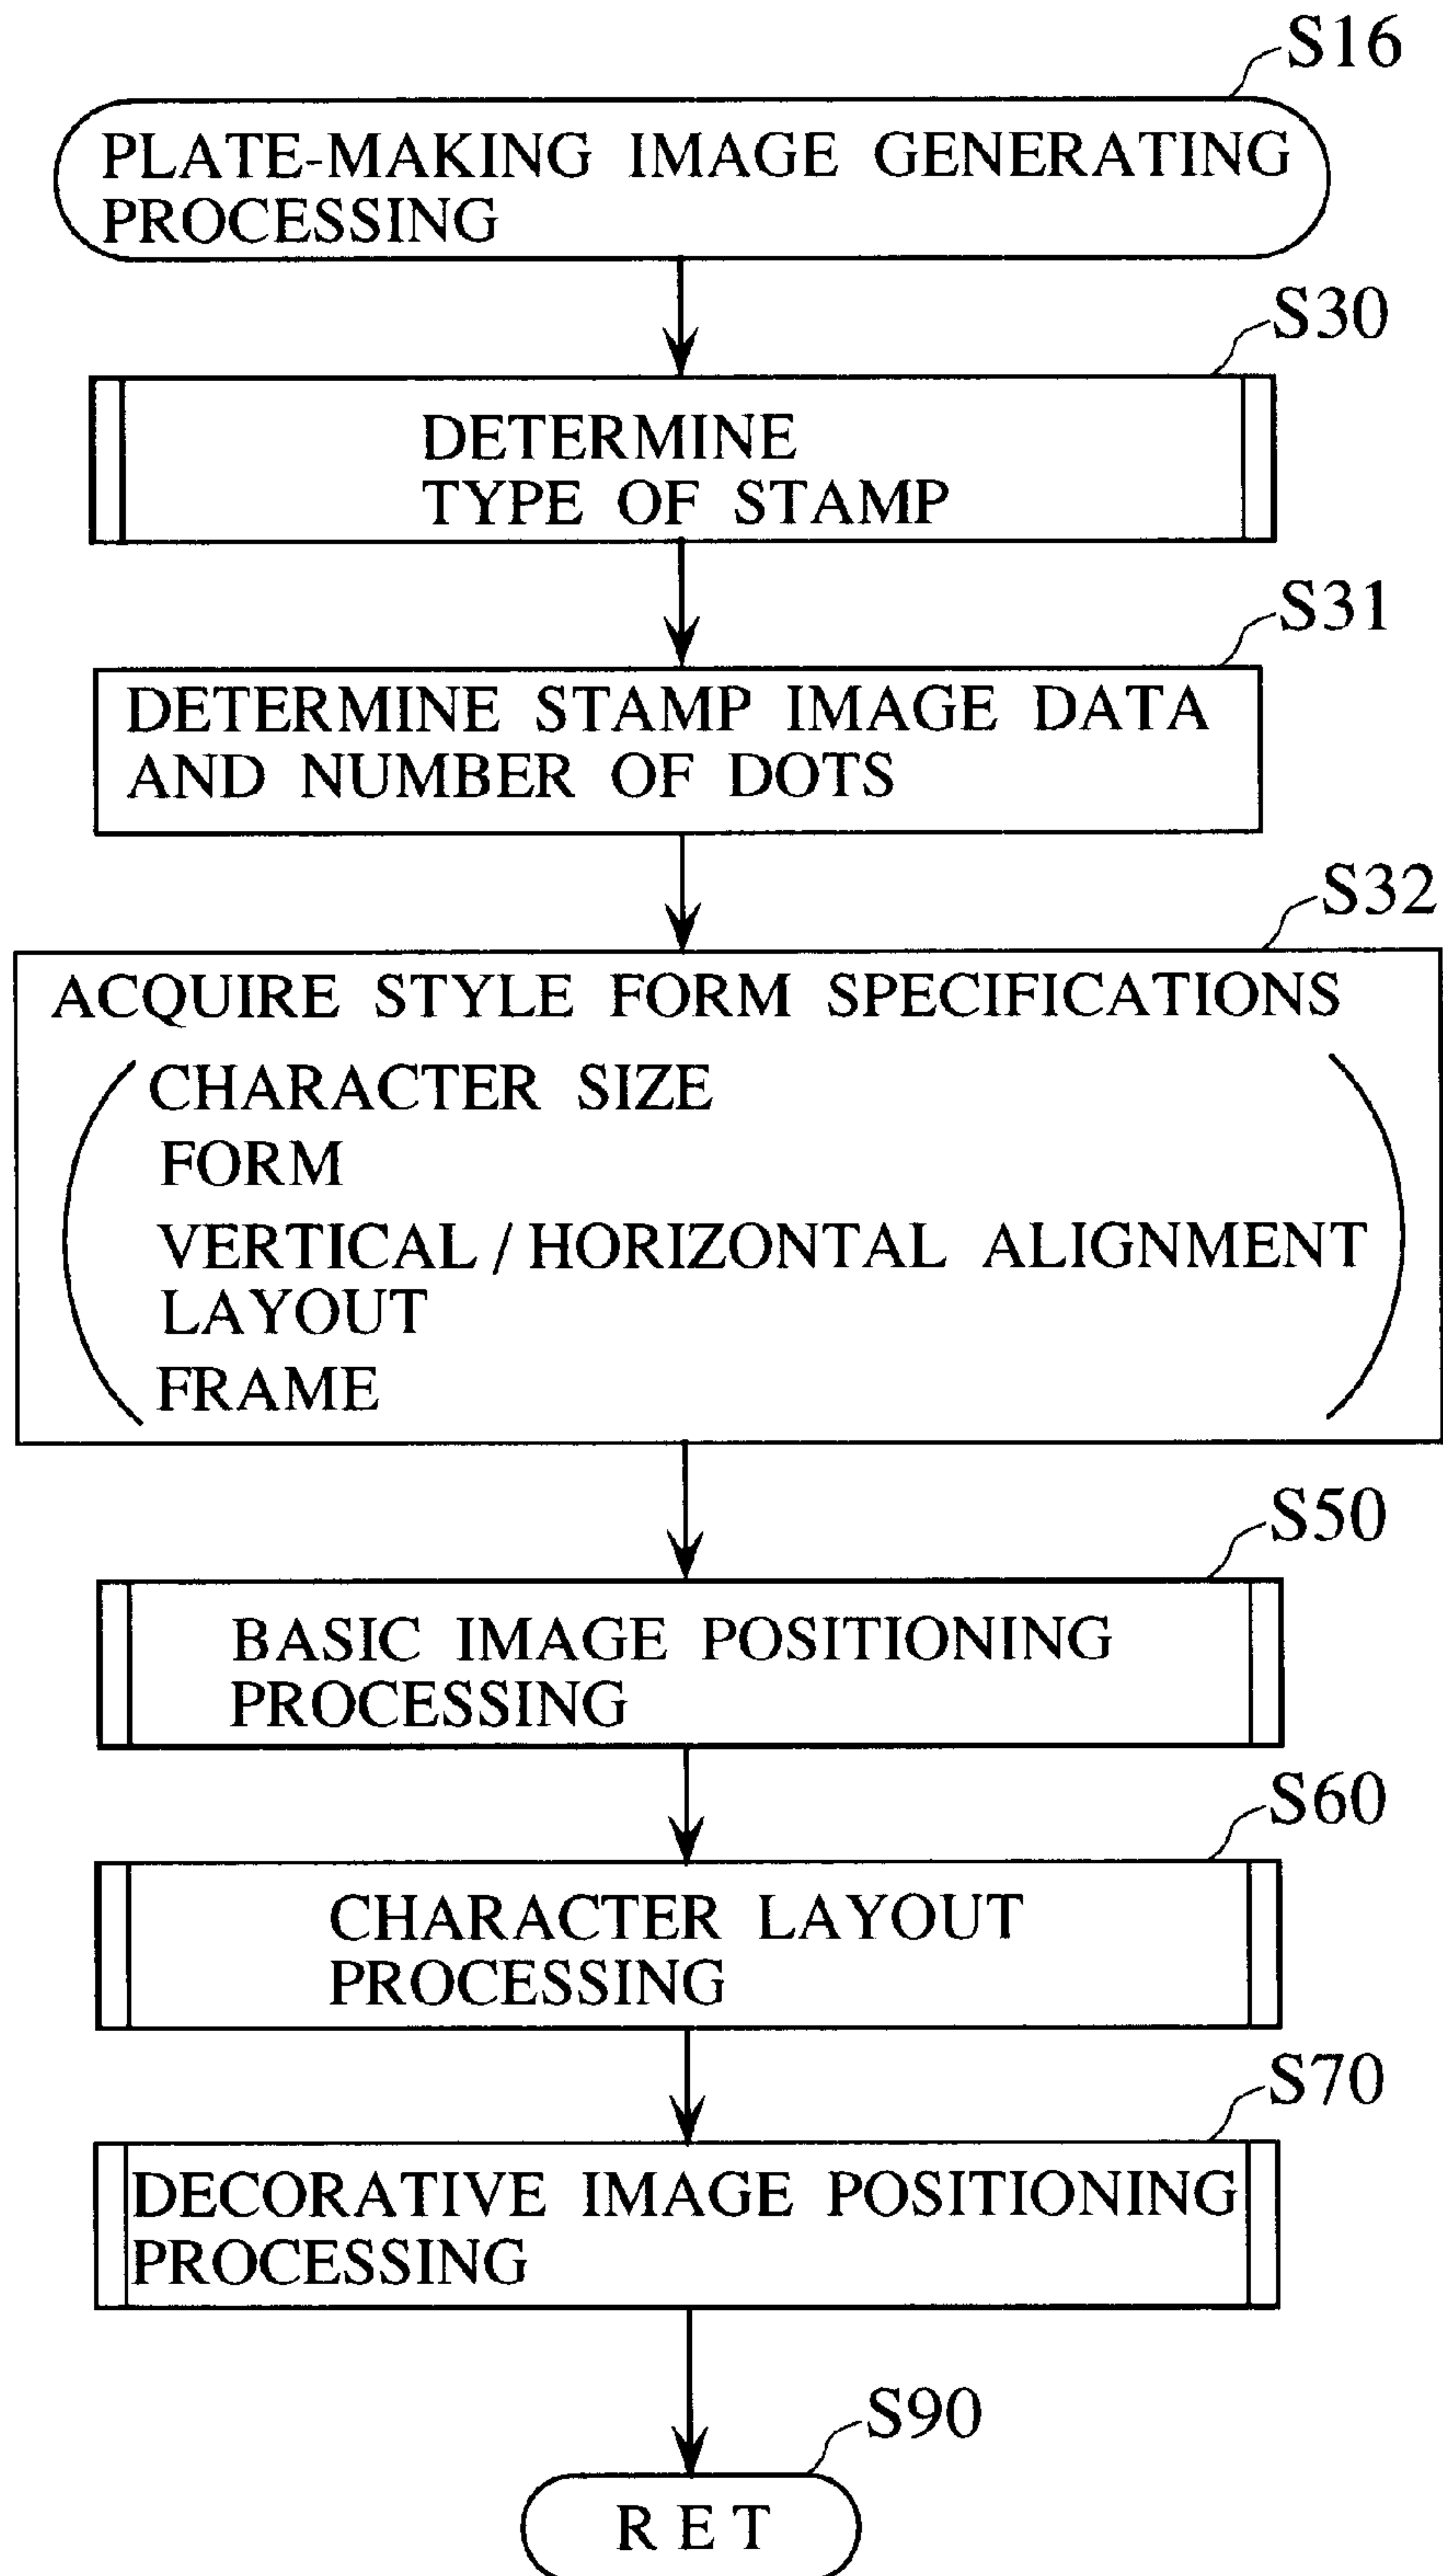 S16
PLATE-MAKING IMAGE GENERATING
PROCESSING
S30
DETERMINE
TYPE OF STAMP
S31
DETERMINE STAMP IMAGE DATA
AND NUMBER OF DOTS
S32
ACQUIRE STYLE FORM SPECIFICATIONS
CHARACTER SIZE
FORM
VERTICAL / HORIZONTAL ALIGNMENT
LAYOUT
FRAME
S50
BASIC IMAGE POSITIONING
PROCESSING
S60
CHARACTER LAYOUT
PROCESSING
S70
DECORATIVE IMAGE POSITIONING
PROCESSING
S90
RET